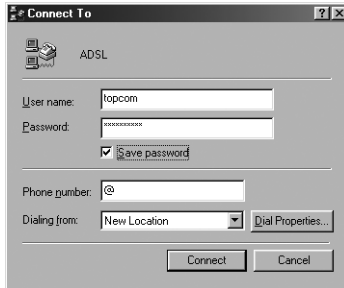 Connect To
ADSL
User name: topcom
Password: xxxxxxxxxx
Save password
Phone number: @
Dialing from: New Location Dial Properties...
Connect Cancel